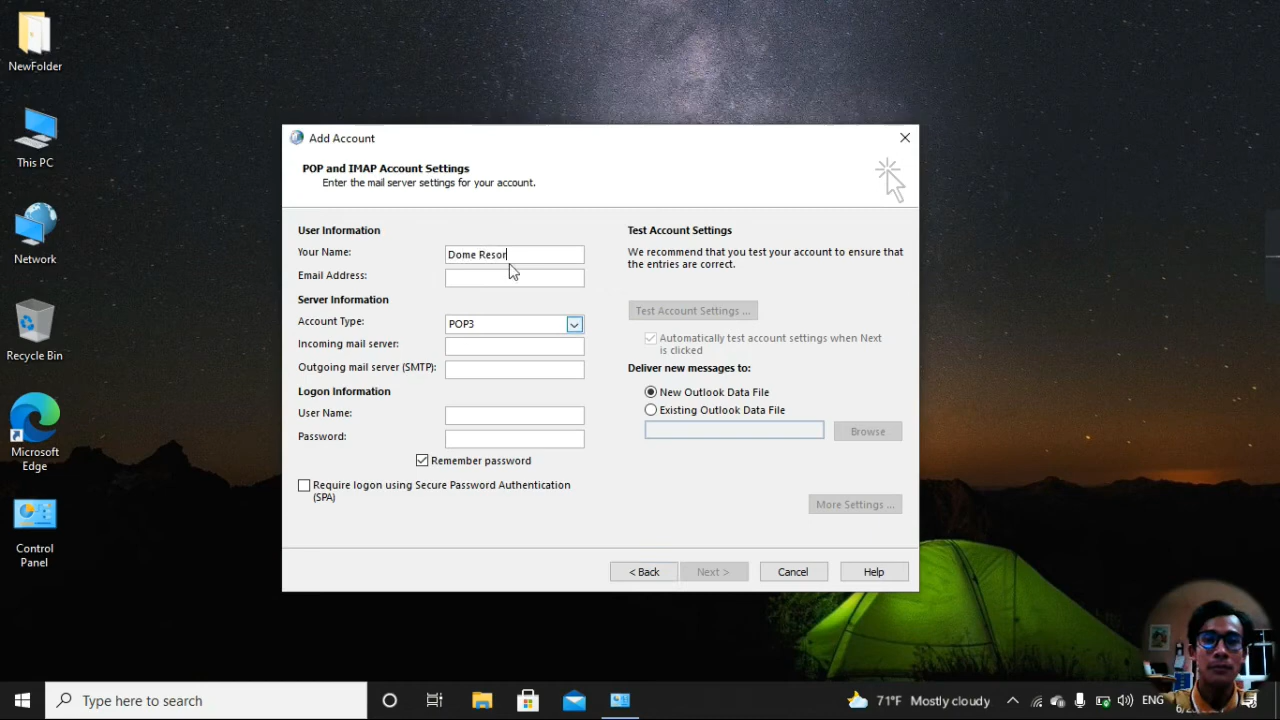 NewFolder
This PC
Network
Recycle Bin
Microsoft
Edge
Control
Panel
Add Account
POP and IMAP Account Settings
Enter the mail server settings for your account.
User Information
Your Name:
Dome Resor
Email Address:
Server Information
Account Type:
POP3
Incoming mail server:
Outgoing mail server (SMTP):
Logon Information
User Name:
Password:
Remember password
Require logon using Secure Password Authentication
(SPA)
Test Account Settings
We recommend that you test your account to ensure that
the entries are correct.
Test Account Settings ...
Automatically test account settings when Next
is clicked
Deliver new messages to:
New Outlook Data File
Existing Outlook Data File
Browse
More Settings ...
< Back
Next >
Cancel
Help
Type here to search
71°F Mostly cloudy
ENG